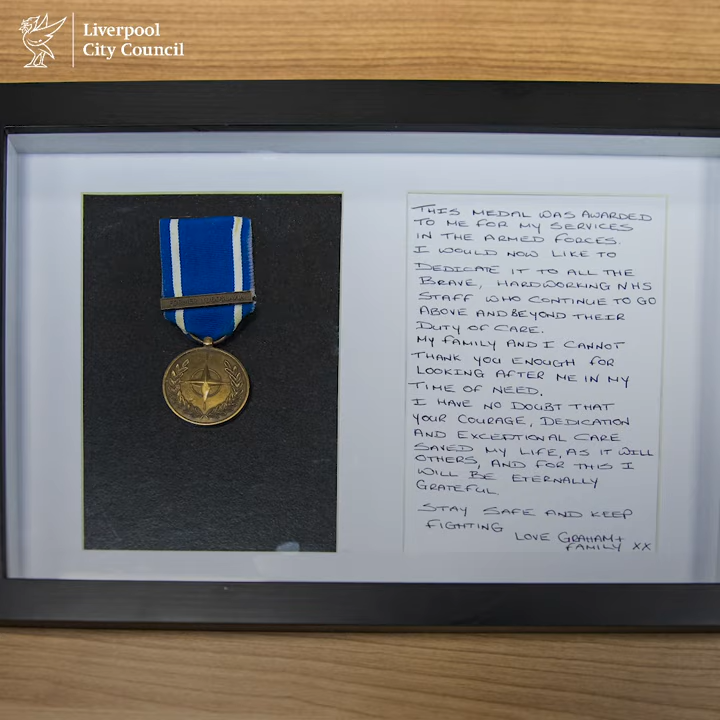 Liverpool
City Council
THIS MEDAL WAS AWARDED
TO ME FOR MY SERVICES
IN THE ARMED FORCES.
I WOULD NOW LIKE TO
DEDICATE IT TO ALL THE
BRAVE, HARDWORKING NHS
STAFF WHO CONTINUE TO GO
ABOVE AND BEYOND THEIR
DUTY OF CARE.
MY FAMILY AND I CANNOT
THANK YOU ENOUGH FOR
LOOKING AFTER ME IN MY
TIME OF NEED.
I HAVE NO DOUBT THAT
YOUR COURAGE, DEDICATION
AND EXCEPTIONAL CARE
SAVED MY LIFE, AS IT WILL
OTHERS, AND FOR THIS I
WILL BE ETERNALLY
GRATEFUL.
STAY SAFE AND KEEP
FIGHTING
LOVE GRAHAM +
FAMILY XX